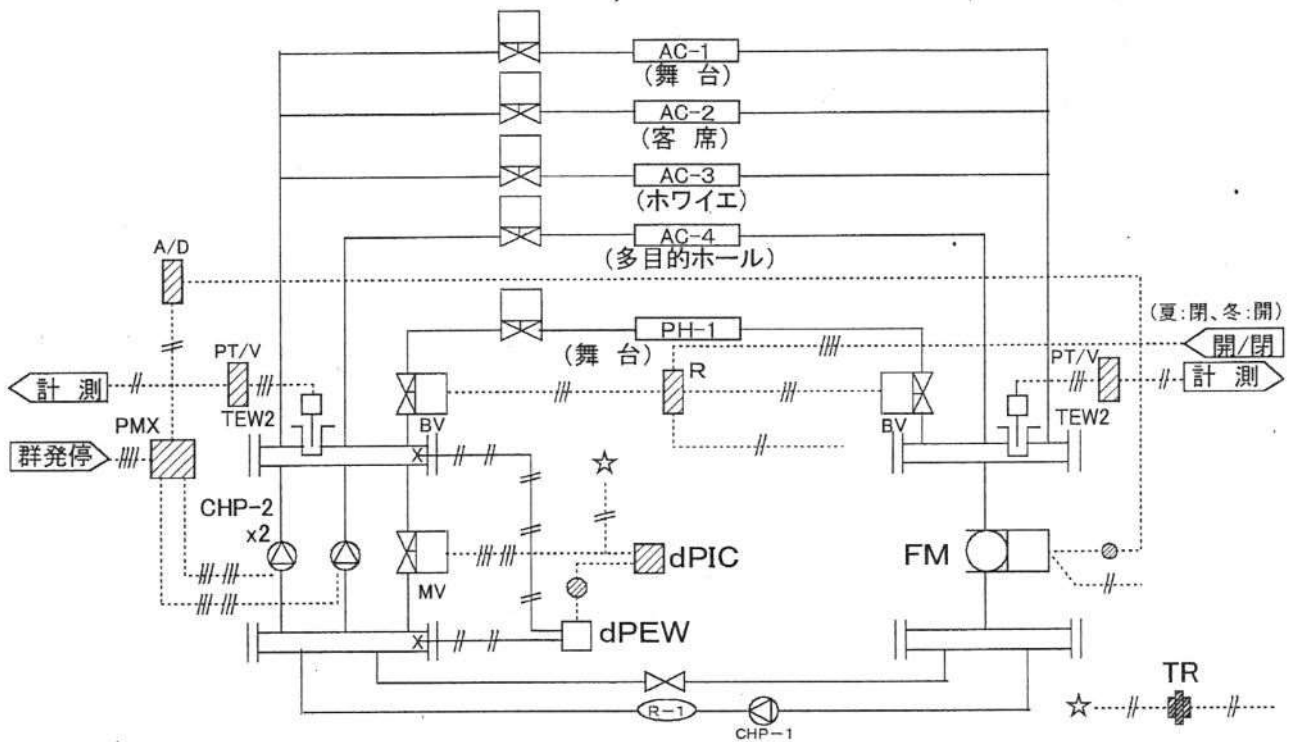 AC-1
(舞 台)
AC-2
(客 席)
AC-3
(ホワイエ)
AC-4
(多目的ホール)
A/D
PH-1
(舞 台)
(夏:閉、冬:開)
開/閉
PT/V
計 測
R
PT/V
計 測
TEW2
BV
BV
TEW2
PMX
群発停
CHP-2
x2
MV
dPIC
FM
dPEW
R-1
CHP-1
TR